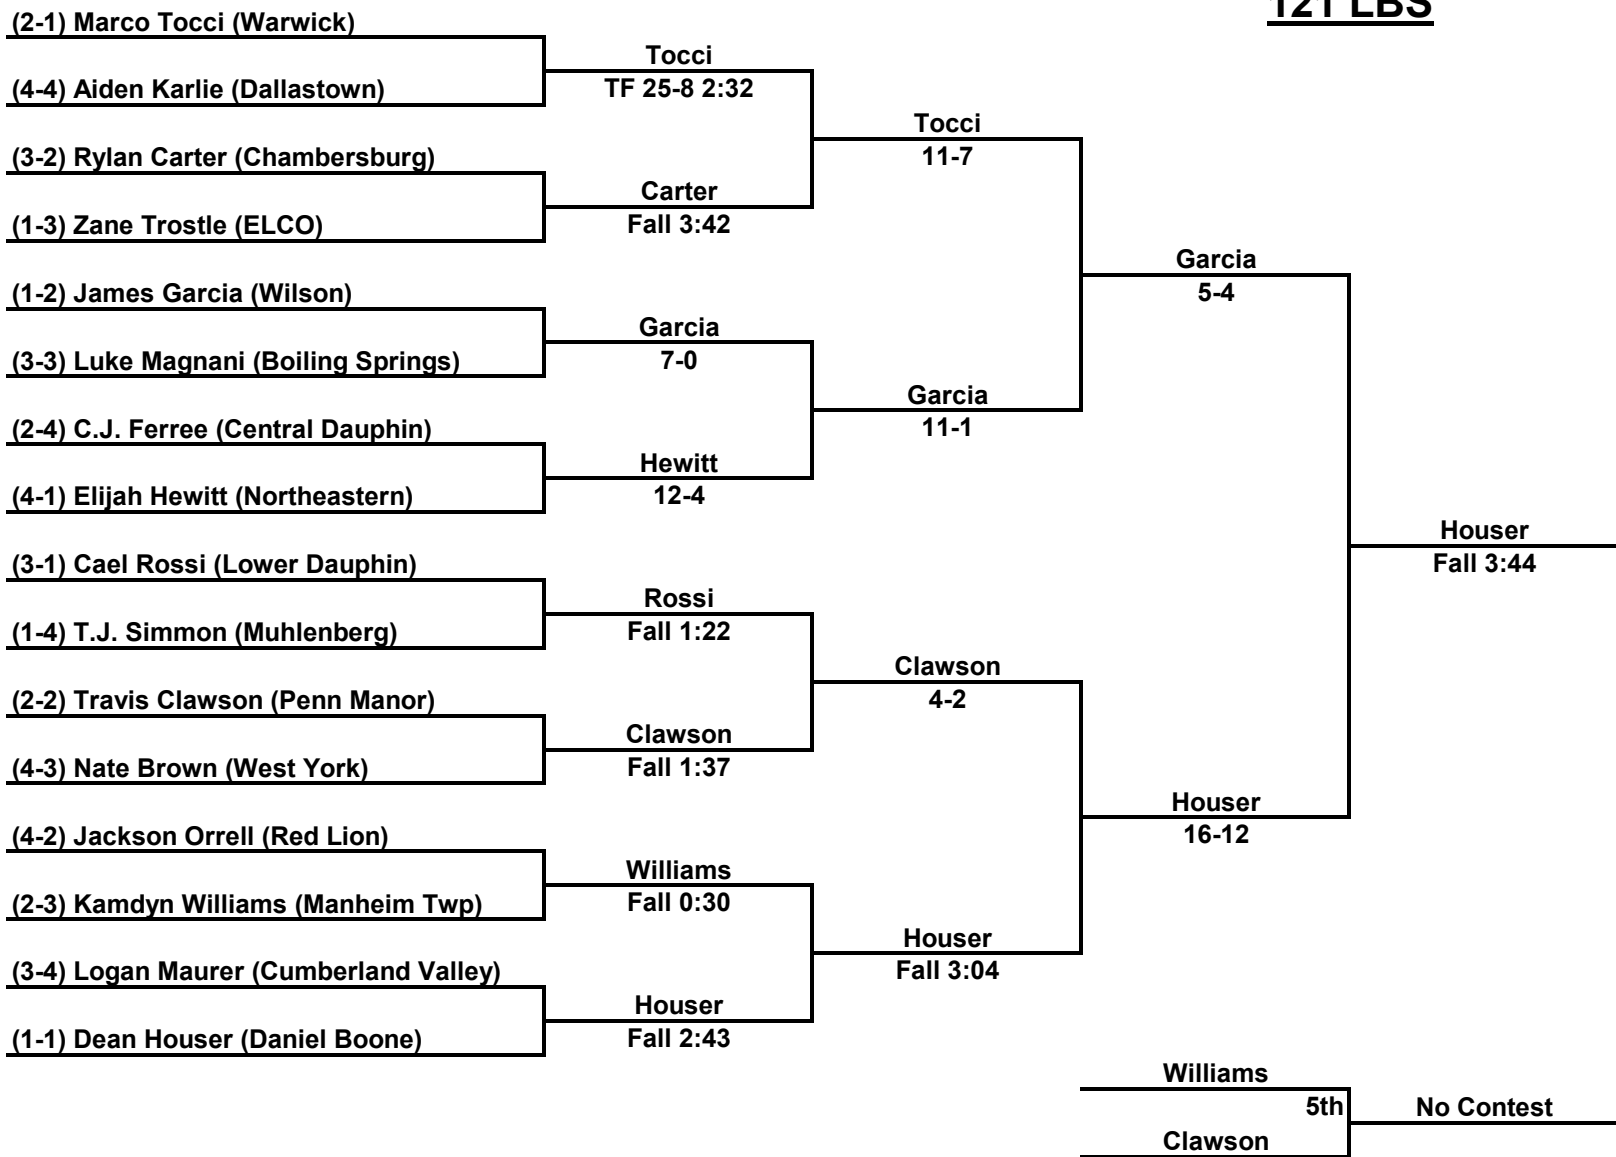 121 LBS
(2-1) Marco Tocci (Warwick)
Tocci
(4-4) Aiden Karlie (Dallastown)
TF 25-8 2:32
Tocci
(3-2) Rylan Carter (Chambersburg)
11-7
Carter
(1-3) Zane Trostle (ELCO)
Fall 3:42
Garcia
(1-2) James Garcia (Wilson)
5-4
Garcia
(3-3) Luke Magnani (Boiling Springs)
7-0
Garcia
(2-4) C.J. Ferree (Central Dauphin)
11-1
Hewitt
(4-1) Elijah Hewitt (Northeastern)
12-4
Houser
(3-1) Cael Rossi (Lower Dauphin)
Fall 3:44
Rossi
(1-4) T.J. Simmon (Muhlenberg)
Fall 1:22
Clawson
(2-2) Travis Clawson (Penn Manor)
4-2
Clawson
(4-3) Nate Brown (West York)
Fall 1:37
Houser
(4-2) Jackson Orrell (Red Lion)
16-12
Williams
(2-3) Kamdyn Williams (Manheim Twp)
Fall 0:30
Houser
(3-4) Logan Maurer (Cumberland Valley)
Fall 3:04
Houser
(1-1) Dean Houser (Daniel Boone)
Fall 2:43
Williams
5th
No Contest
Clawson